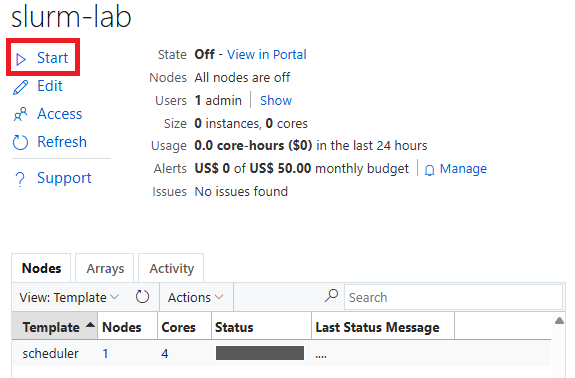 slurm-lab
Start
Edit
Access
Refresh
Support
State Off - View in Portal
Nodes All nodes are off
Users 1 admin Show
Size 0 instances, 0 cores
Usage 0.0 core-hours ($0) in the last 24 hours
Alerts US$ 0 of US$ 50.00 monthly budget Manage
Issues No issues found
Nodes Arrays Activity
View: Template Actions Search
Template Nodes Cores Status Last Status Message
scheduler 1 4 ....